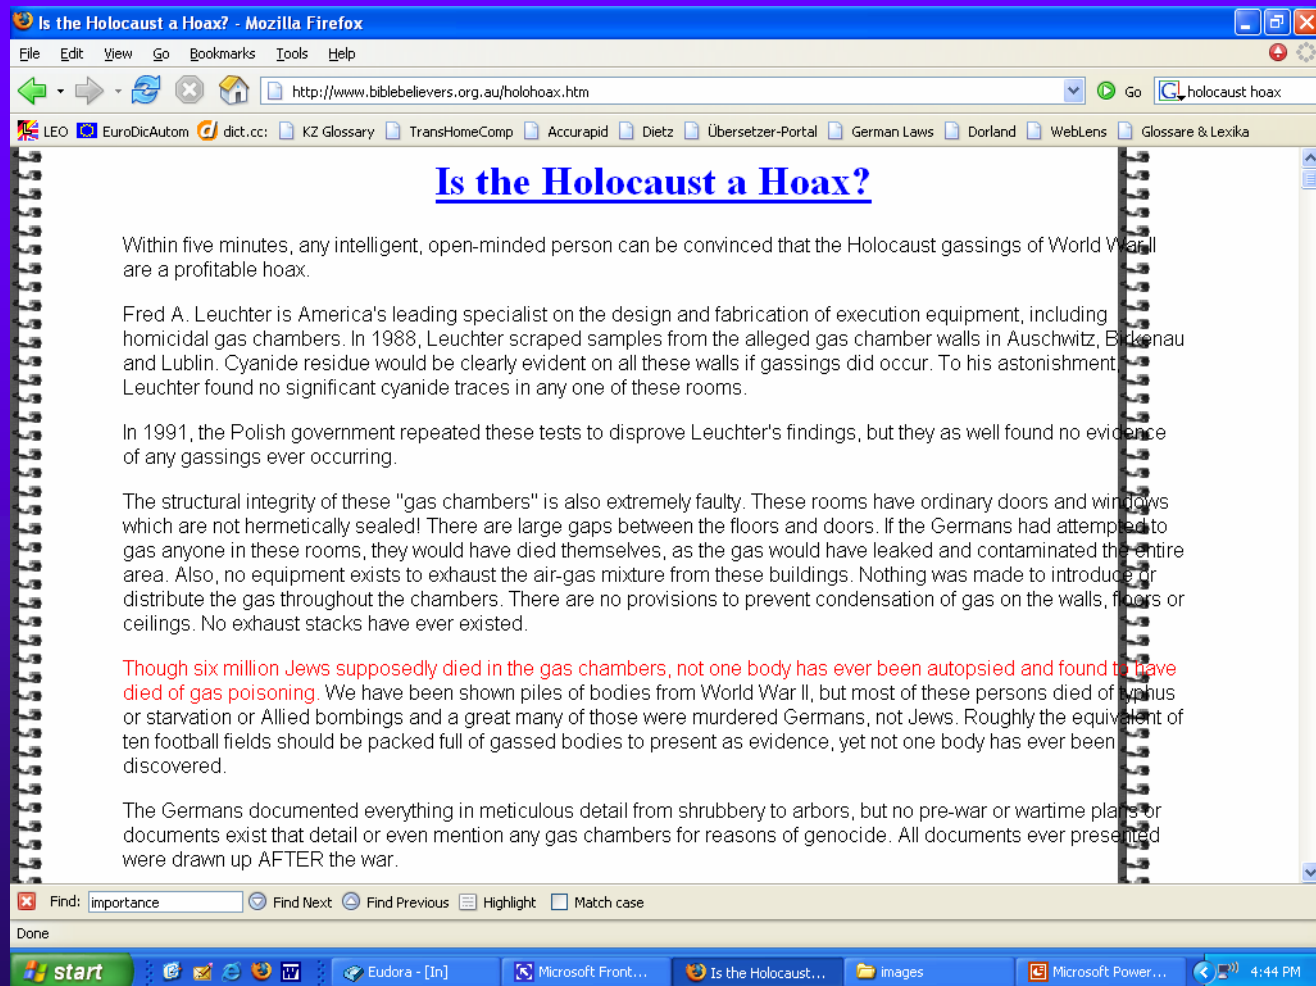 Is the Holocaust a Hoax? - Mozilla Firefox
File Edit View Go Bookmarks Tools Help
http://www.biblebelievers.org.au/holohoax.htm Go G holocaust hoax
LEO EuroDicAutom dict.cc: KZ Glossary TransHomeComp Accurapid Dietz Übersetzer-Portal German Laws Dorland WebLens Glossare & Lexika
Is the Holocaust a Hoax?
Within five minutes, any intelligent, open-minded person can be convinced that the Holocaust gassings of World War II
are a profitable hoax.
Fred A. Leuchter is America's leading specialist on the design and fabrication of execution equipment, including
homicidal gas chambers. In 1988, Leuchter scraped samples from the alleged gas chamber walls in Auschwitz, Birkenau
and Lublin. Cyanide residue would be clearly evident on all these walls if gassings did occur. To his astonishment,
Leuchter found no significant cyanide traces in any one of these rooms.
In 1991, the Polish government repeated these tests to disprove Leuchter's findings, but they as well found no evidence
of any gassings ever occurring.
The structural integrity of these "gas chambers" is also extremely faulty. These rooms have ordinary doors and windows
which are not hermetically sealed! There are large gaps between the floors and doors. If the Germans had attempted to
gas anyone in these rooms, they would have died themselves, as the gas would have leaked and contaminated the entire
area. Also, no equipment exists to exhaust the air-gas mixture from these buildings. Nothing was made to introduce or
distribute the gas throughout the chambers. There are no provisions to prevent condensation of gas on the walls, floors or
ceilings. No exhaust stacks have ever existed.
Though six million Jews supposedly died in the gas chambers, not one body has ever been autopsied and found to have
died of gas poisoning. We have been shown piles of bodies from World War II, but most of these persons died of typhus
or starvation or Allied bombings and a great many of those were murdered Germans, not Jews. Roughly the equivalent of
ten football fields should be packed full of gassed bodies to present as evidence, yet not one body has ever been
discovered.
The Germans documented everything in meticulous detail from shrubbery to arbors, but no pre-war or wartime plans or
documents exist that detail or even mention any gas chambers for reasons of genocide. All documents ever presented
were drawn up AFTER the war.
Find: importance Find Next Find Previous Highlight Match case
Done
start Eudora - [In] Microsoft Front... Is the Holocaust... images Microsoft Power... 4:44 PM